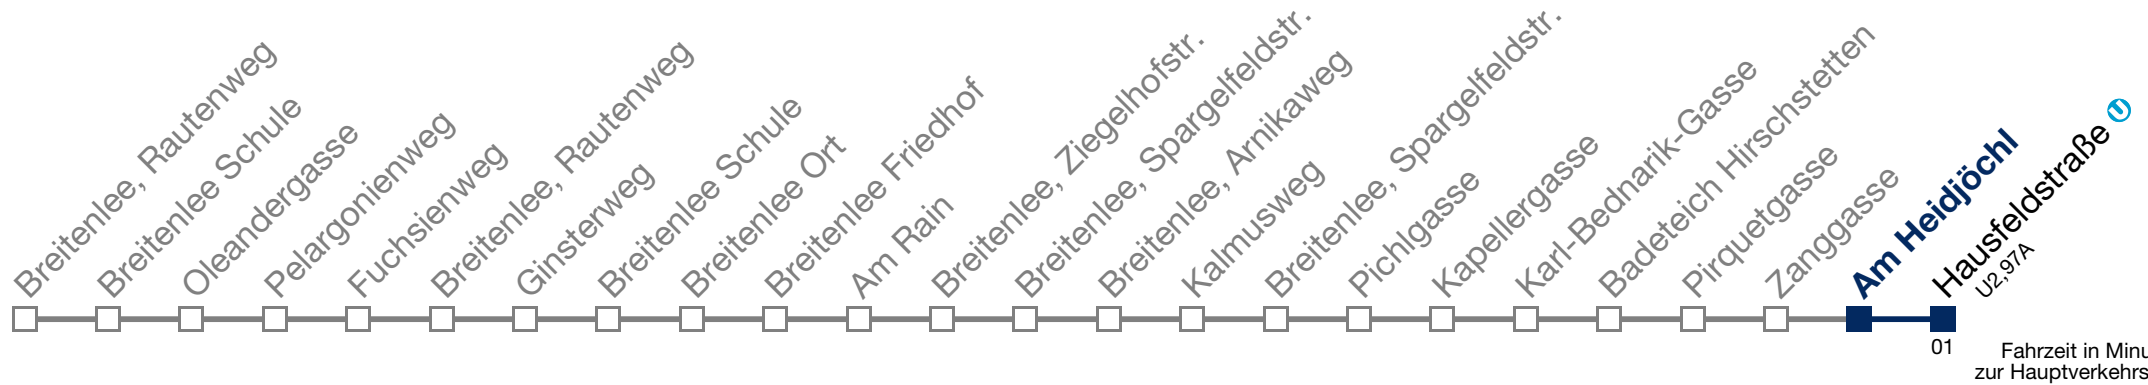 Breitenlee, Rautenweg
Breitenlee Schule
Oleandergasse
Pelargonienweg
Fuchsienweg
Breitenlee, Rautenweg
Ginsterweg
Breitenlee Schule
Breitenlee Ort
Breitenlee Friedhof
Am Rain
Breitenlee, Ziegelhofstr.
Breitenlee, Spargelfeldstr.
Breitenlee, Arnikaweg
Kalmusweg
Breitenlee, Spargelfeldstr.
Pichlgasse
Kapellergasse
Karl-Bednarik-Gasse
Badeteich Hirschstetten
Pirquetgasse
Zanggasse
Am Heidjöchl
Hausfeldstraße U
U2,97A
01
Fahrzeit in Minu
zur Hauptverkehrs